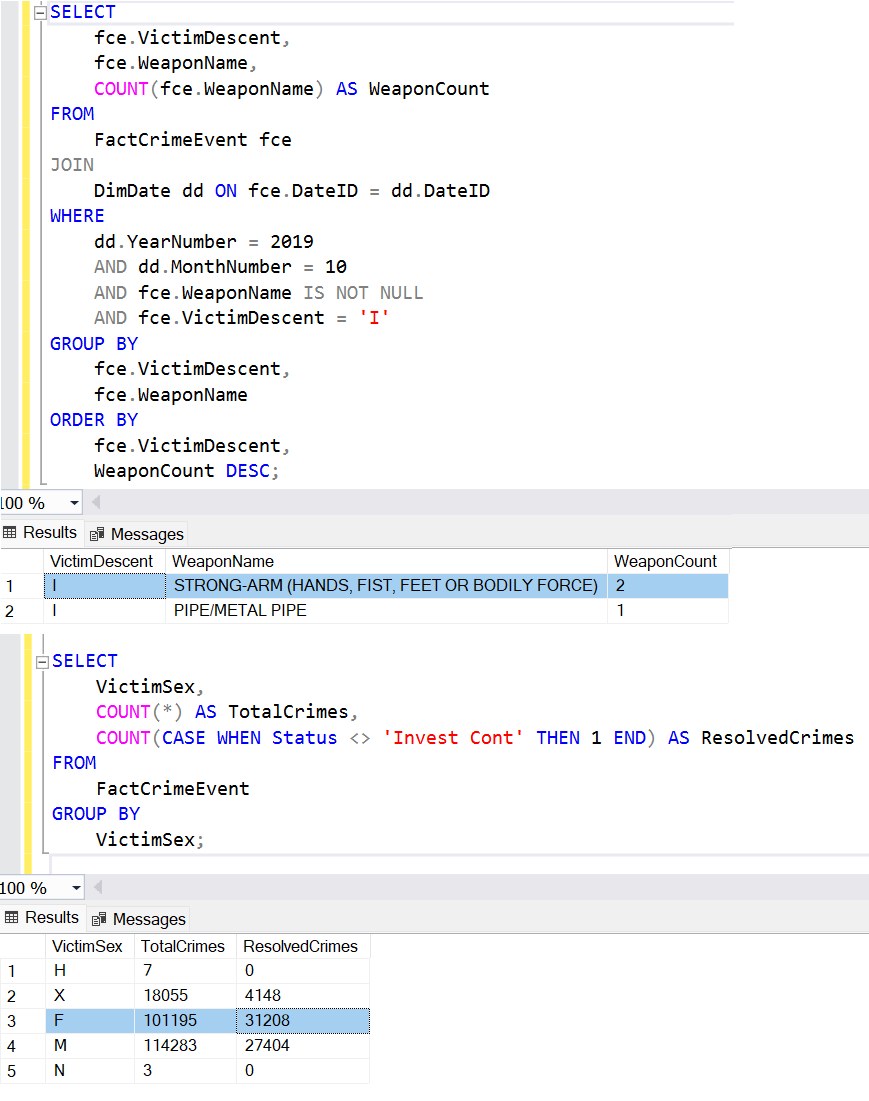 SELECT
fce.VictimDescent,
fce.WeaponName,
COUNT(fce.WeaponName) AS WeaponCount
FROM
FactCrimeEvent fce
JOIN
DimDate dd ON fce.DateID = dd.DateID
WHERE
dd.YearNumber = 2019
AND dd.MonthNumber = 10
AND fce.WeaponName IS NOT NULL
AND fce.VictimDescent = 'I'
GROUP BY
fce.VictimDescent,
fce.WeaponName
ORDER BY
fce.VictimDescent,
WeaponCount DESC;
100 %
Results Messages
VictimDescent WeaponName WeaponCount
1 I STRONG-ARM (HANDS, FIST, FEET OR BODILY FORCE) 2
2 I PIPE/METAL PIPE 1
SELECT
VictimSex,
COUNT(*) AS TotalCrimes,
COUNT(CASE WHEN Status <> 'Invest Cont' THEN 1 END) AS ResolvedCrimes
FROM
FactCrimeEvent
GROUP BY
VictimSex;
100 %
Results Messages
VictimSex TotalCrimes ResolvedCrimes
1 H 7 0
2 X 18055 4148
3 F 101195 31208
4 M 114283 27404
5 N 3 0